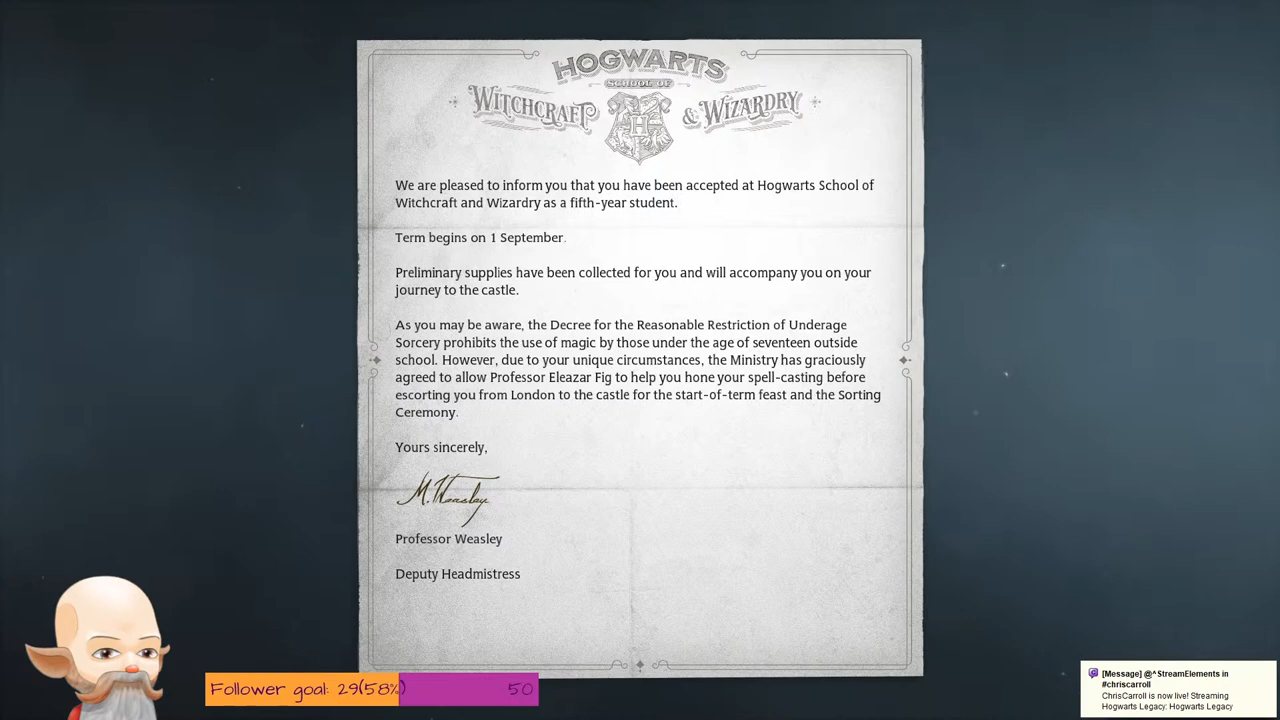 HOGWARTS
SCHOOL OF
WITCHCRAFT & WIZARDRY
H
We are pleased to inform you that you have been accepted at Hogwarts School of
Witchcraft and Wizardry as a fifth-year student.
Term begins on 1 September.
Preliminary supplies have been collected for you and will accompany you on your
journey to the castle.
As you may be aware, the Decree for the Reasonable Restriction of Underage
Sorcery prohibits the use of magic by those under the age of seventeen outside
school. However, due to your unique circumstances, the Ministry has graciously
agreed to allow Professor Eleazar Fig to help you hone your spell-casting before
escorting you from London to the castle for the start-of-term feast and the Sorting
Ceremony.
Yours sincerely,
M. Weasley
Professor Weasley
Deputy Headmistress
Follower goal: 29(58%) 50
[Message] @^StreamElements in
#chriscarroll
ChrisCarroll is now live! Streaming
Hogwarts Legacy: Hogwarts Legacy